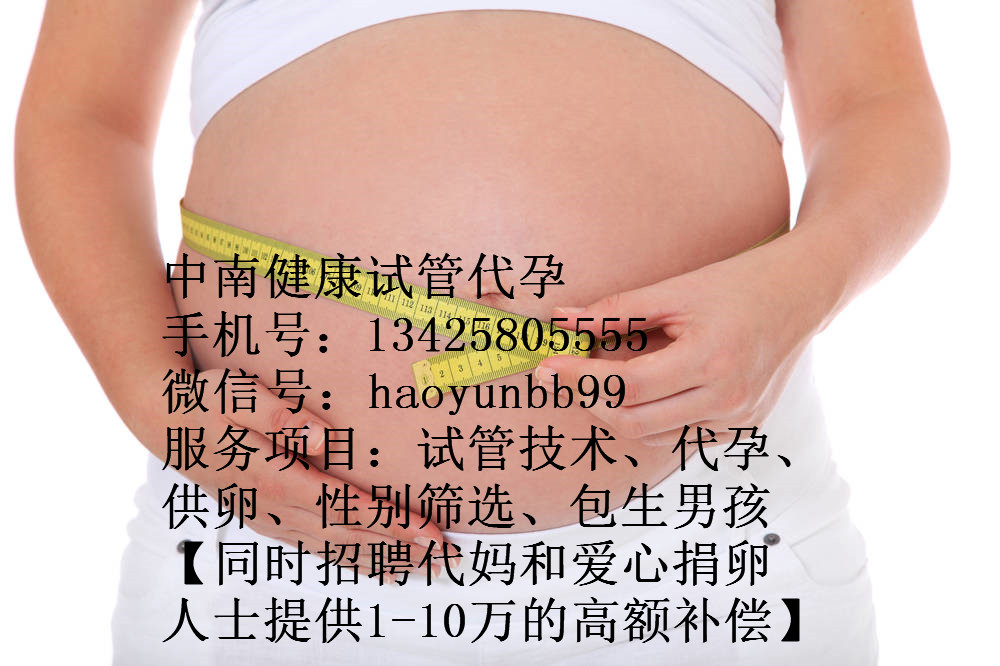 中南健康试管代孕
手机号：13425805555
微信号：haoyunbb99
服务项目：试管技术、代孕、
供卵、性别筛选、包生男孩
【同时招聘代妈和爱心捐卵
人士提供1-10万的高额补偿】